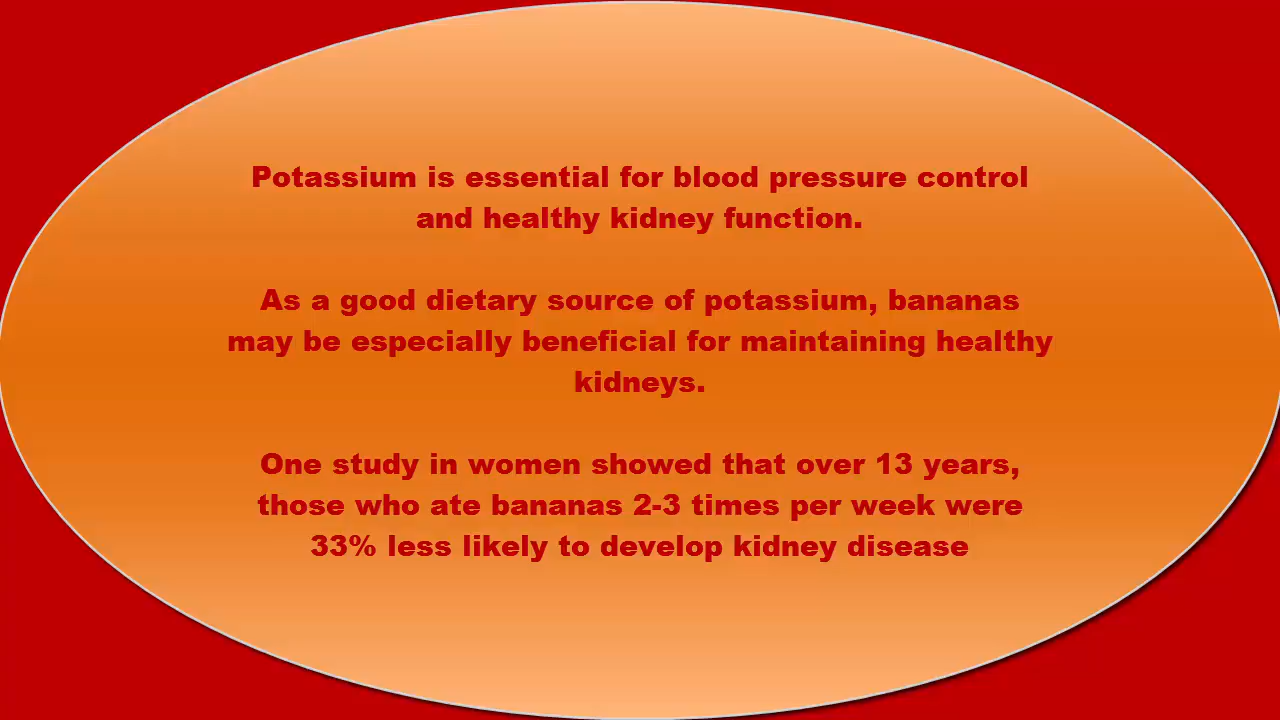 Potassium is essential for blood pressure control
and healthy kidney function.
As a good dietary source of potassium, bananas
may be especially beneficial for maintaining healthy
kidneys.
One study in women showed that over 13 years,
those who ate bananas 2-3 times per week were
33% less likely to develop kidney disease